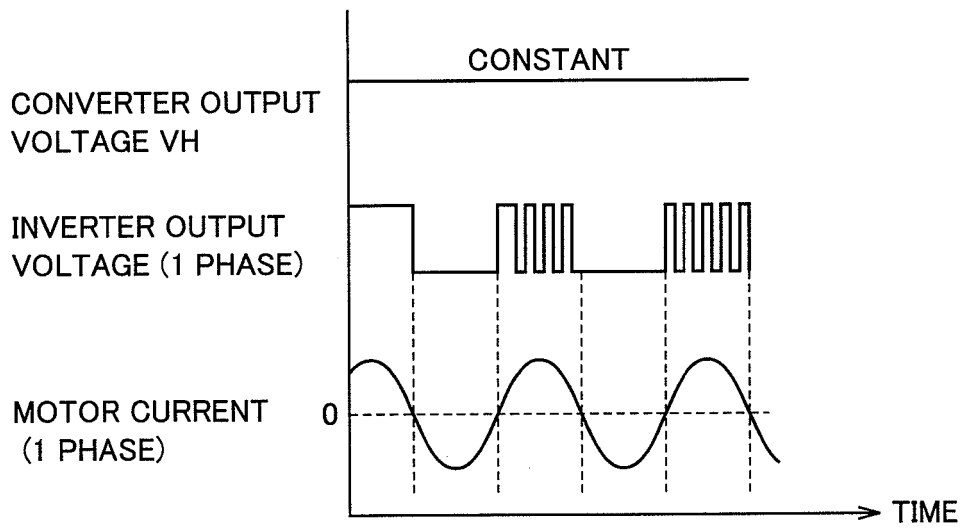 CONSTANT
CONVERTER OUTPUT
VOLTAGE VH
INVERTER OUTPUT
VOLTAGE (1 PHASE)
MOTOR CURRENT
(1 PHASE)
0
TIME